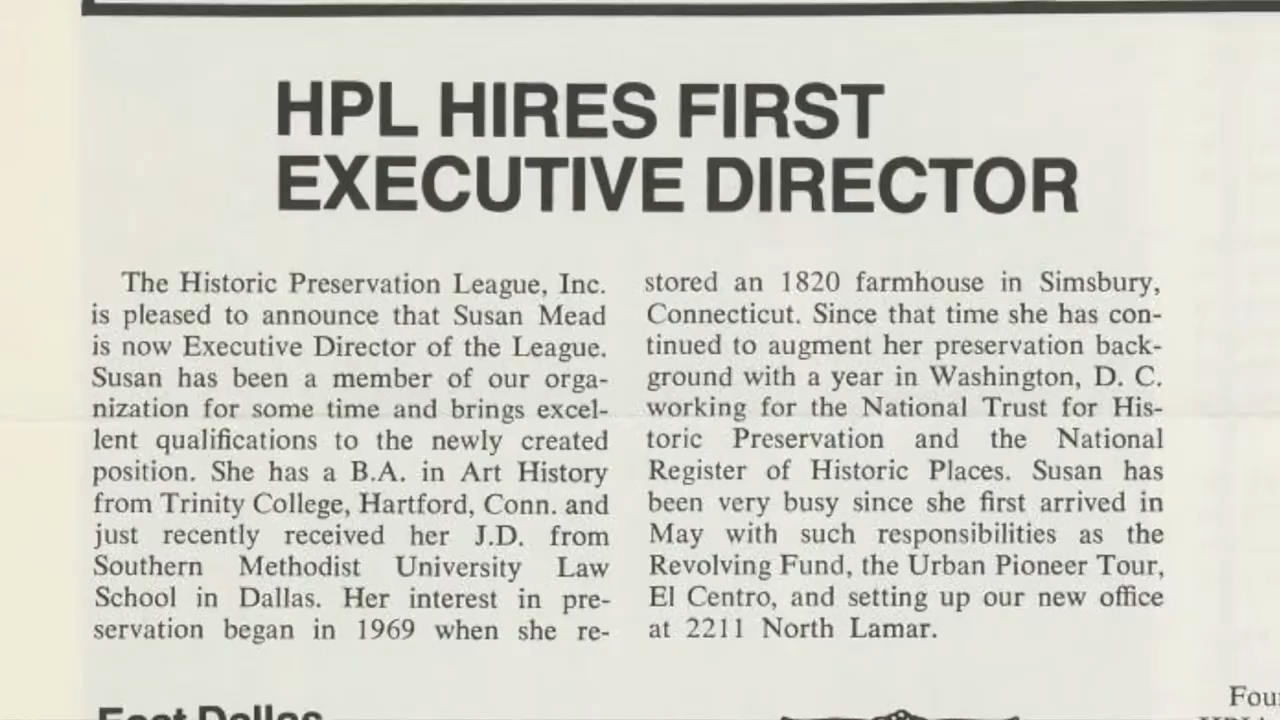 HPL HIRES FIRST
EXECUTIVE DIRECTOR
The Historic Preservation League, Inc.
is pleased to announce that Susan Mead
is now Executive Director of the League.
Susan has been a member of our orga-
nization for some time and brings excel-
lent qualifications to the newly created
position. She has a B.A. in Art History
from Trinity College, Hartford, Conn. and
just recently received her J.D. from
Southern Methodist University Law
School in Dallas. Her interest in pre-
servation began in 1969 when she re-
stored an 1820 farmhouse in Simsbury,
Connecticut. Since that time she has con-
tinued to augment her preservation back-
ground with a year in Washington, D. C.
working for the National Trust for His-
toric Preservation and the National
Register of Historic Places. Susan has
been very busy since she first arrived in
May with such responsibilities as the
Revolving Fund, the Urban Pioneer Tour,
El Centro, and setting up our new office
at 2211 North Lamar.
East Dallas